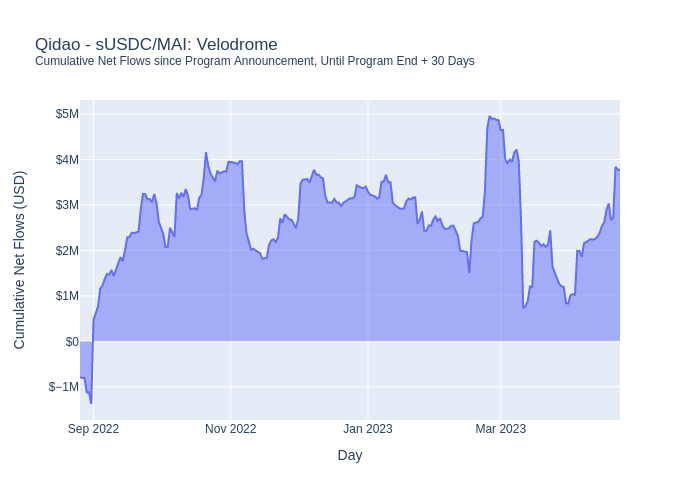 Qidao - sUSDC/MAI: Velodrome
Cumulative Net Flows since Program Announcement, Until Program End + 30 Days
Cumulative Net Flows (USD)
$5M
$4M
$3M
$2M
$1M
$0
$−1M
Sep 2022 Nov 2022 Jan 2023 Mar 2023
Day